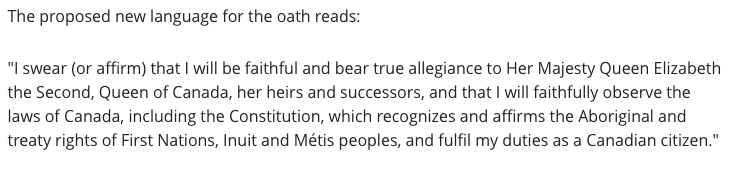 The proposed new language for the oath reads:
"I swear (or affirm) that I will be faithful and bear true allegiance to Her Majesty Queen Elizabeth
the Second, Queen of Canada, her heirs and successors, and that I will faithfully observe the
laws of Canada, including the Constitution, which recognizes and affirms the Aboriginal and
treaty rights of First Nations, Inuit and Métis peoples, and fulfil my duties as a Canadian citizen."